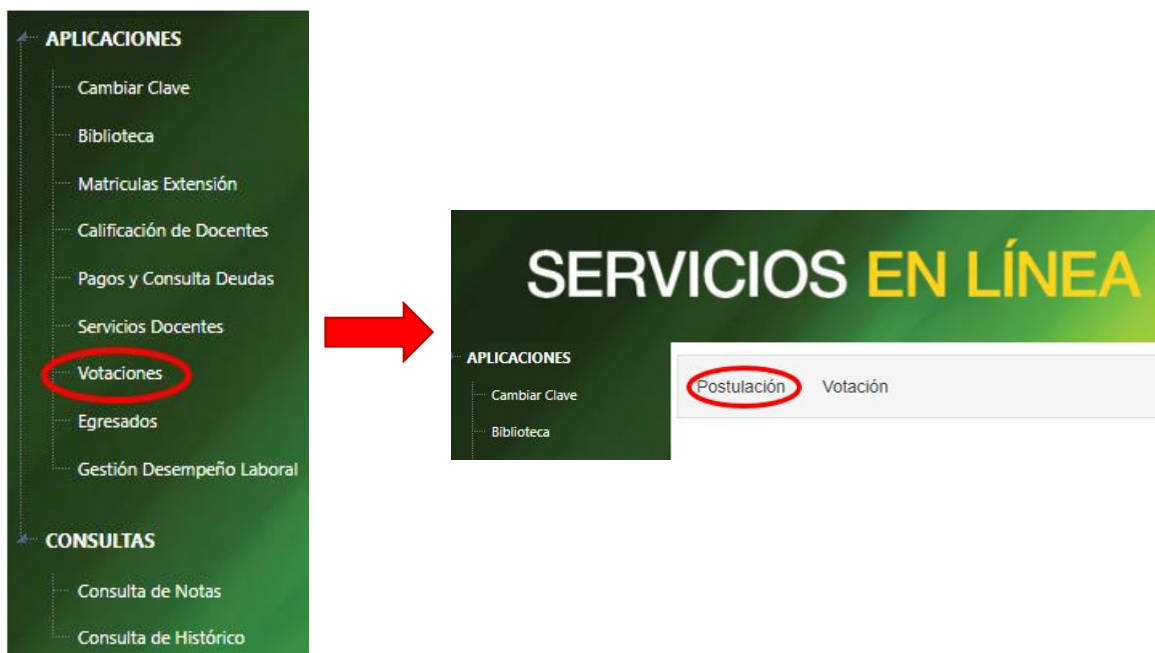 APLICACIONES
Cambiar Clave
Biblioteca
Matriculas Extensión
Calificación de Docentes
Pagos y Consulta Deudas
Servicios Docentes
Votaciones
Egresados
Gestión Desempeño Laboral
CONSULTAS
Consulta de Notas
Consulta de Histórico
SERVICIOS EN LÍNEA
APLICACIONES
Cambiar Clave
Biblioteca
Postulación Votación